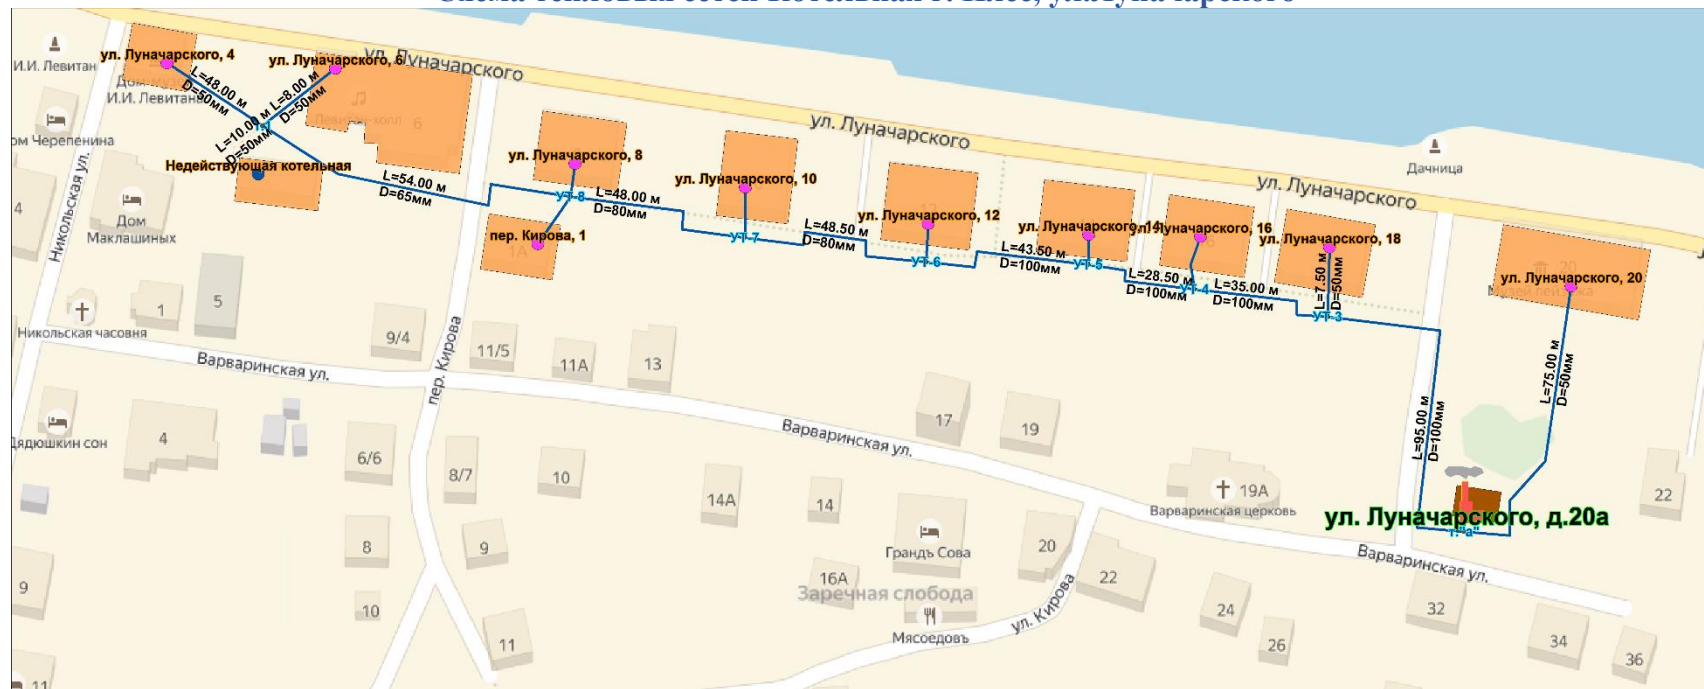 ул. Луначарского, 4
ул. Луначарского, 6
ул. Луначарского
И.И. Левитан
L=48.00 м
D=50мм
L=8.00 м
D=50мм
И.И. Левитана
Левитан-холл
6
L=10.00 м
D=50мм
ул. Луначарского
Недействующая котельная
Никольская ул.
4
Дом
Маклашиных
L=54.00 м
D=65мм
ул. Луначарского, 8
УТ-8
L=48.00 м
D=80мм
пер. Кирова, 1
1А
ул. Луначарского, 10
УТ-7
L=48.50 м
D=80мм
ул. Луначарского, 12
УТ-6
L=43.50 м
D=100мм
ул. Луначарского, 14
УТ-5
L=28.50 м
D=100мм
ул. Луначарского, 16
УТ-4
L=35.00 м
D=100мм
ул. Луначарского, 18
L=7.50 м
D=50мм
УТ-3
Дачница
ул. Луначарского
20
ул. Луначарского, 20
L=75.00 м
D=50мм
L=95.00 м
D=100мм
ул. Луначарского, д.20а
т."а"
1
5
Никольская часовня
9/4
пер. Кирова
11/5
11А
13
Варваринская ул.
17
19
Варваринская ул.
Дядюшкин сон
4
6/6
8/7
10
14А
14
19А
Варваринская церковь
22
8
9
Грандъ Сова
20
22
Варваринская ул.
9
16А
Заречная слобода
10
ул. Кирова
24
32
11
Мясоедовъ
26
34
36
11